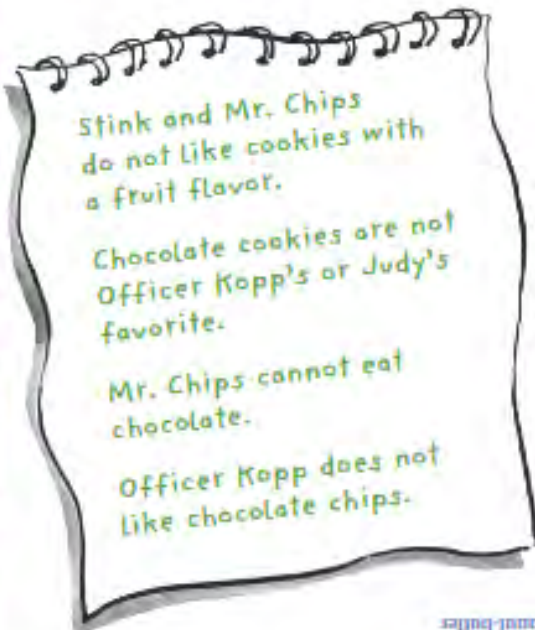 Stink and Mr. Chips
do not like cookies with
a fruit flavor.
Chocolate cookies are not
Officer Kopp's or Judy's
favorite.
Mr. Chips cannot eat
chocolate.
Officer Kopp does not
like chocolate chips.